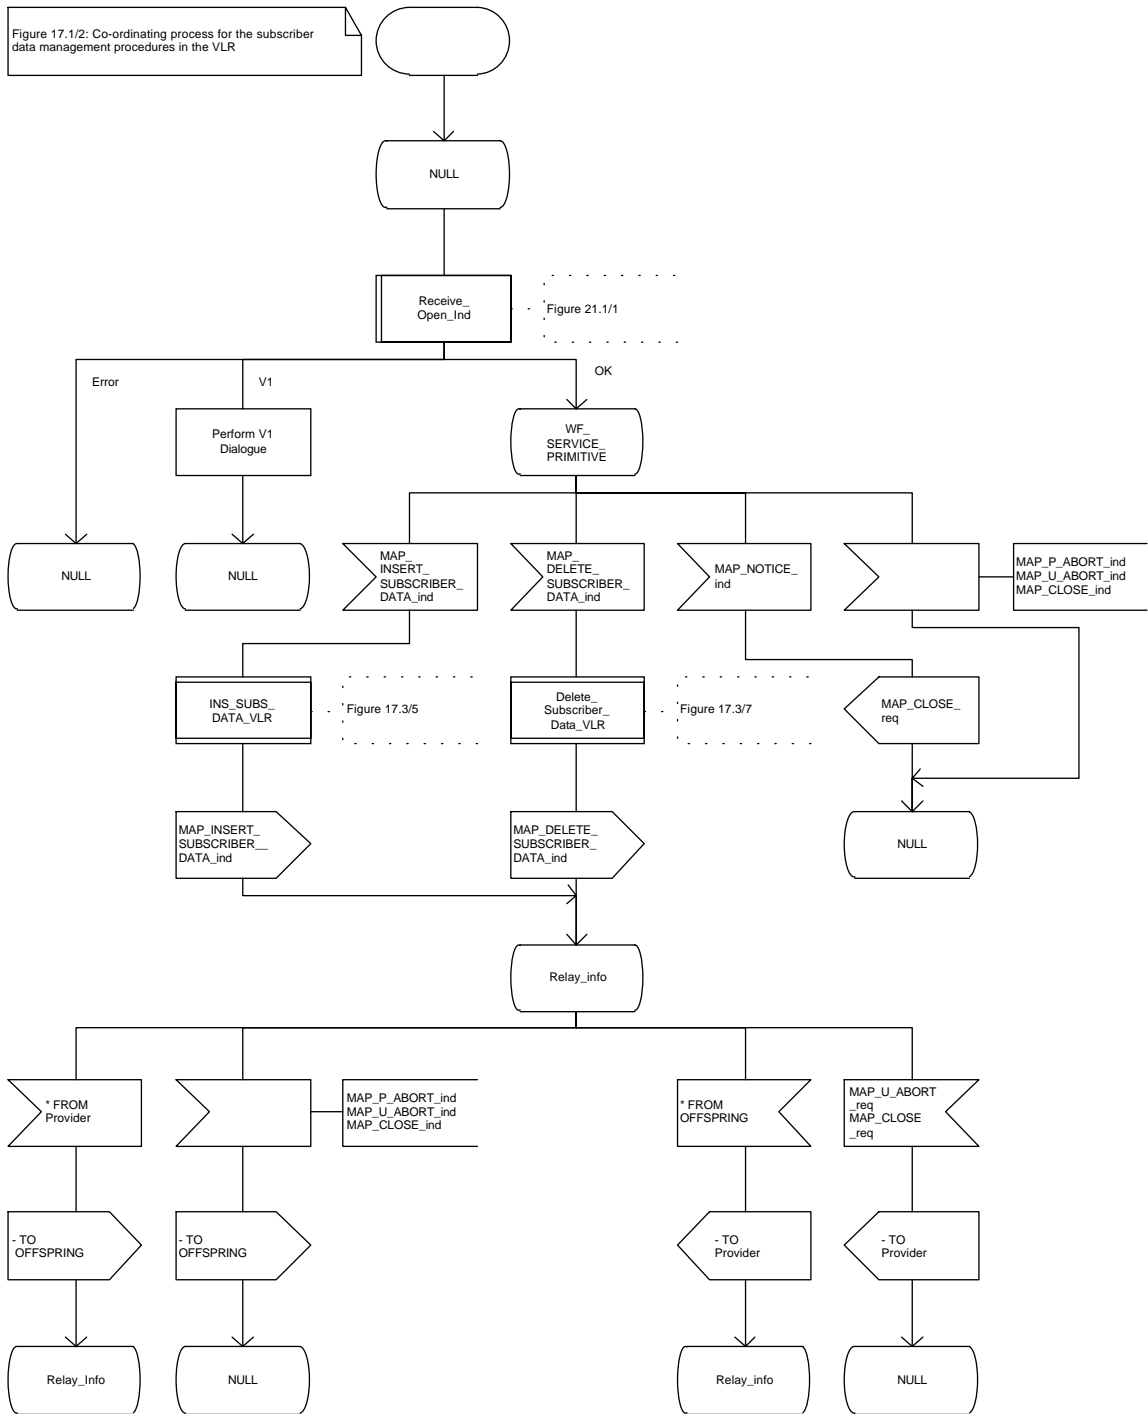 Figure 17.1/2: Co-ordinating process for the subscriber
data management procedures in the VLR
NULL
Receive_
Open_Ind
Figure 21.1/1
Error
V1
OK
Perform V1
Dialogue
WF_
SERVICE_
PRIMITIVE
NULL
NULL
MAP_
INSERT_
SUBSCRIBER_
DATA_ind
MAP_
DELETE_
SUBSCRIBER_
DATA_ind
MAP_NOTICE_
ind
MAP_P_ABORT_ind
MAP_U_ABORT_ind
MAP_CLOSE_ind
INS_SUBS_
DATA_VLR
Figure 17.3/5
Delete_
Subscriber_
Data_VLR
Figure 17.3/7
MAP_CLOSE_
req
MAP_INSERT_
SUBSCRIBER__
DATA_ind
MAP_DELETE_
SUBSCRIBER_
DATA_ind
NULL
Relay_info
* FROM
Provider
MAP_P_ABORT_ind
MAP_U_ABORT_ind
MAP_CLOSE_ind
* FROM
OFFSPRING
MAP_U_ABORT
_req
MAP_CLOSE
_req
- TO
OFFSPRING
- TO
OFFSPRING
- TO
Provider
- TO
Provider
Relay_Info
NULL
Relay_info
NULL